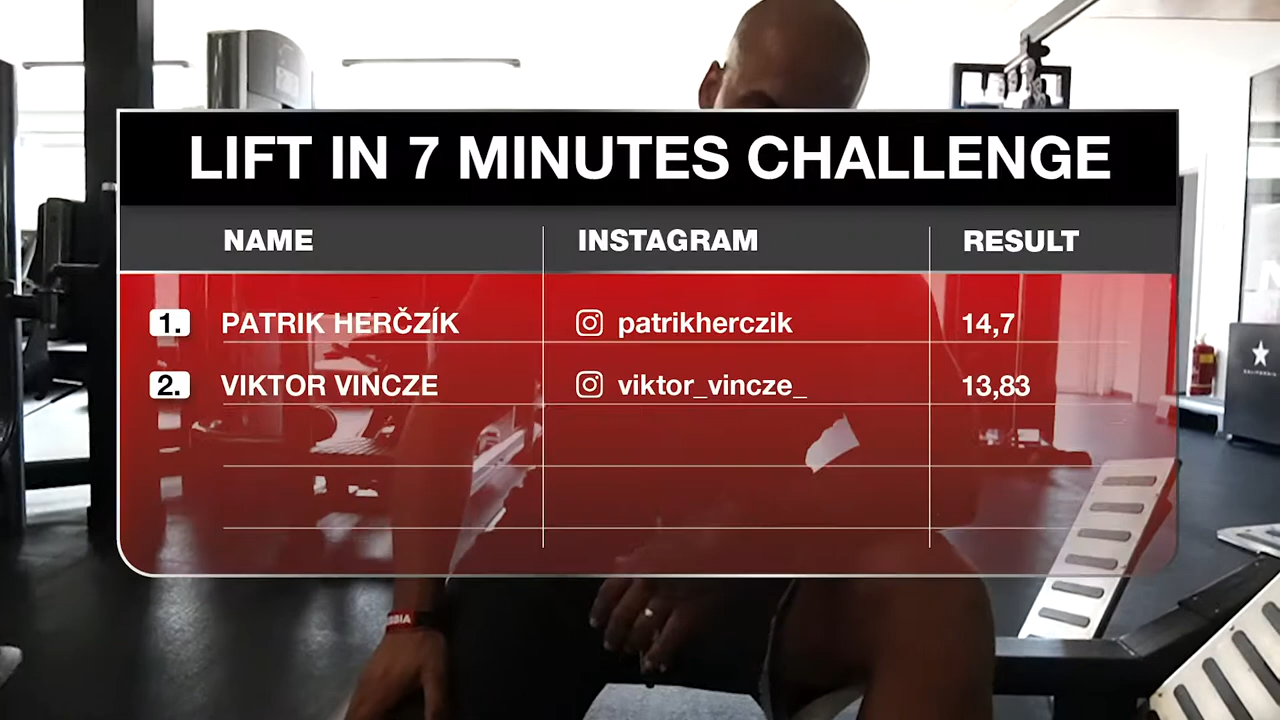 LIFT IN 7 MINUTES CHALLENGE
NAME INSTAGRAM RESULT
1. PATRIK HERČZÍK patrikherczik 14,7
2. VIKTOR VINCZE viktor_vincze_ 13,83